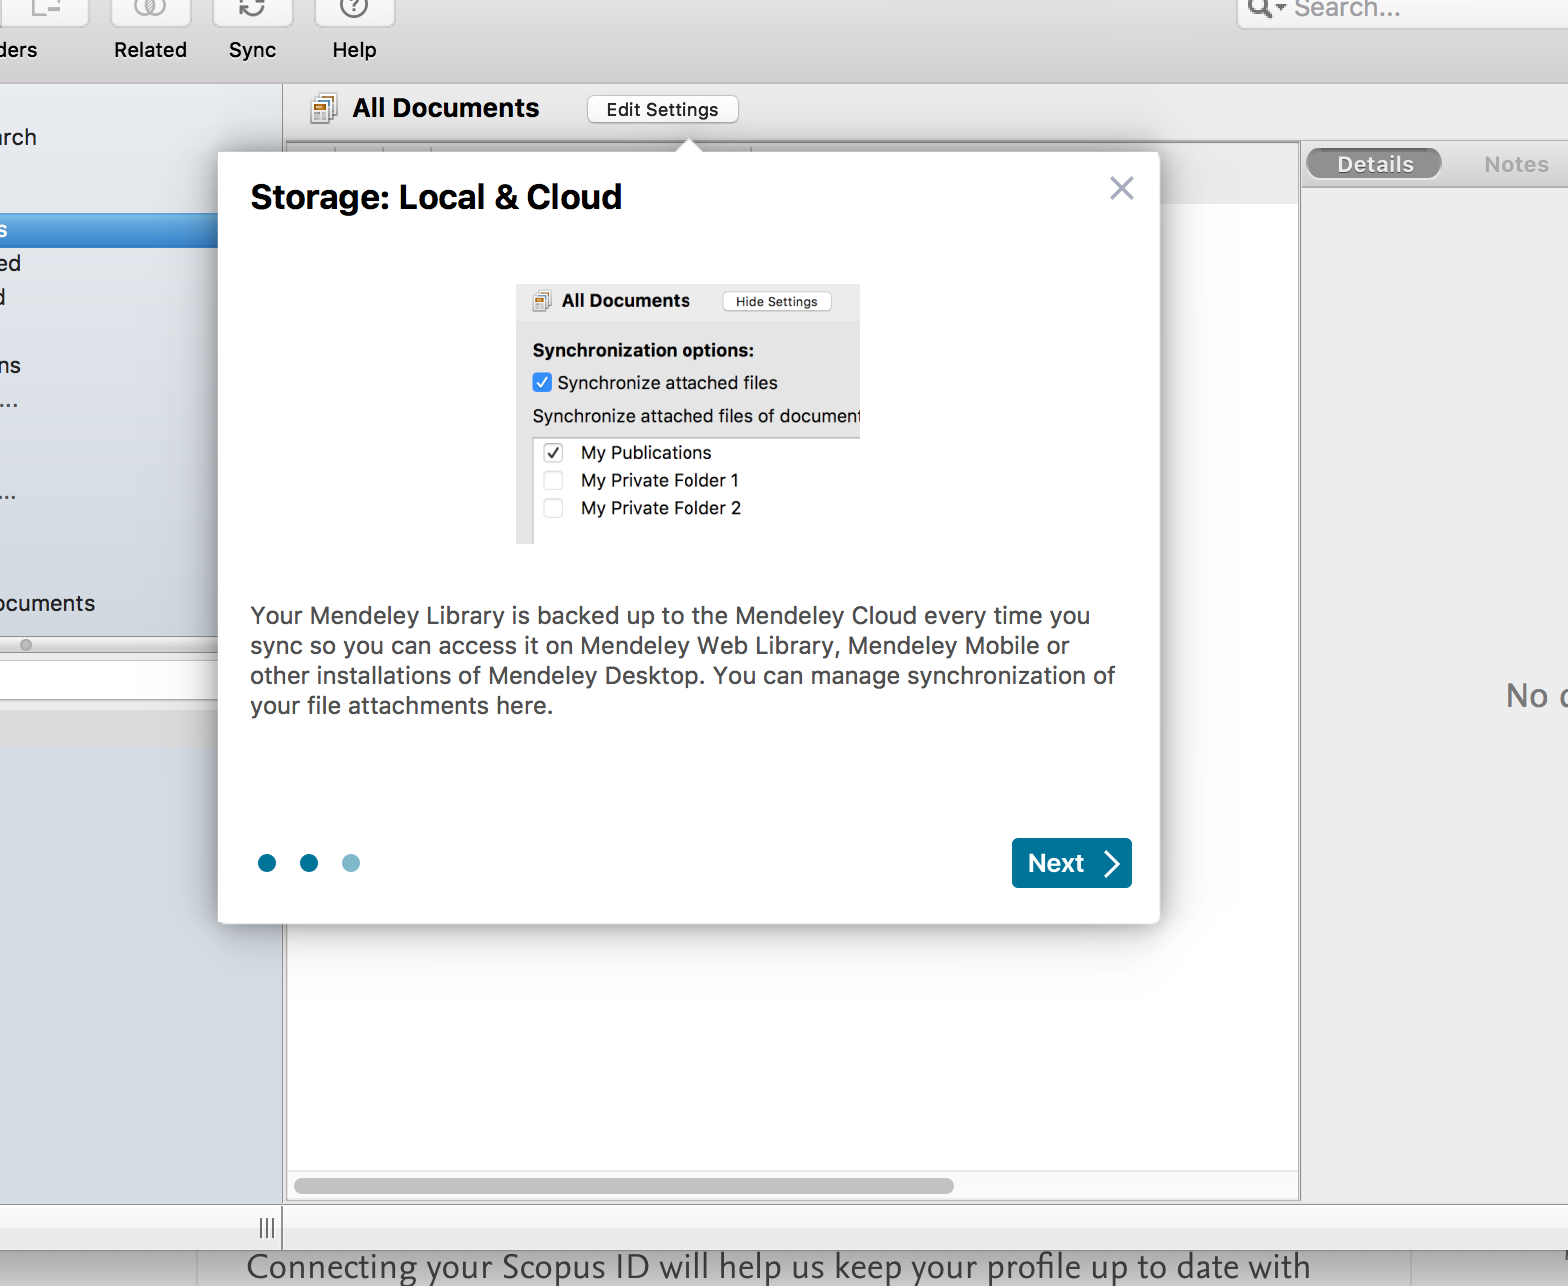 ders
Related
Sync
Help
Search...
All Documents
Edit Settings
arch
Details
Notes
s
ed
d
ns
...
...
ocuments
Storage: Local & Cloud
All Documents
Hide Settings
Synchronization options:
Synchronize attached files
Synchronize attached files of document
My Publications
My Private Folder 1
My Private Folder 2
Your Mendeley Library is backed up to the Mendeley Cloud every time you
sync so you can access it on Mendeley Web Library, Mendeley Mobile or
other installations of Mendeley Desktop. You can manage synchronization of
your file attachments here.
Next
No
Connecting your Scopus ID will help us keep your profile up to date with